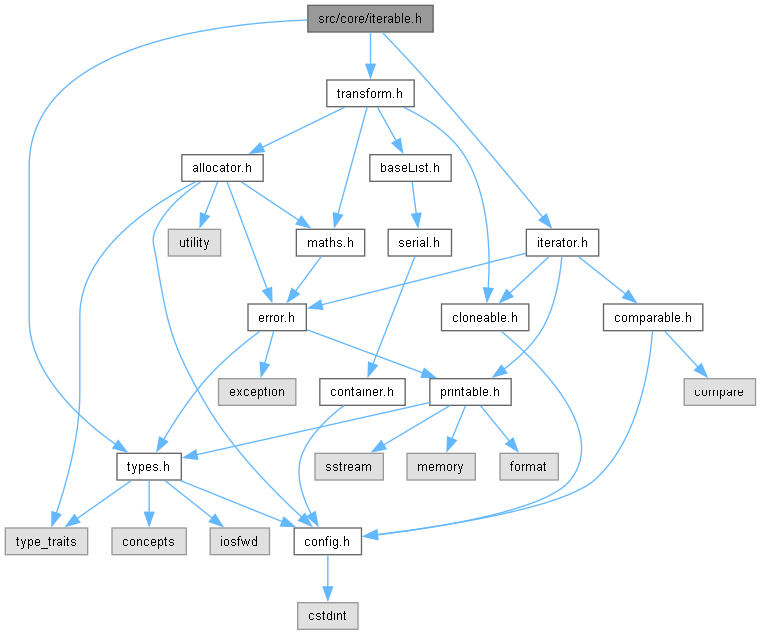 src/core/iterable.h
transform.h
allocator.h
baseList.h
utility
maths.h
serial.h
iterator.h
error.h
cloneable.h
comparable.h
exception
container.h
printable.h
compare
types.h
sstream
memory
format
type_traits
concepts
iosfwd
config.h
cstdint